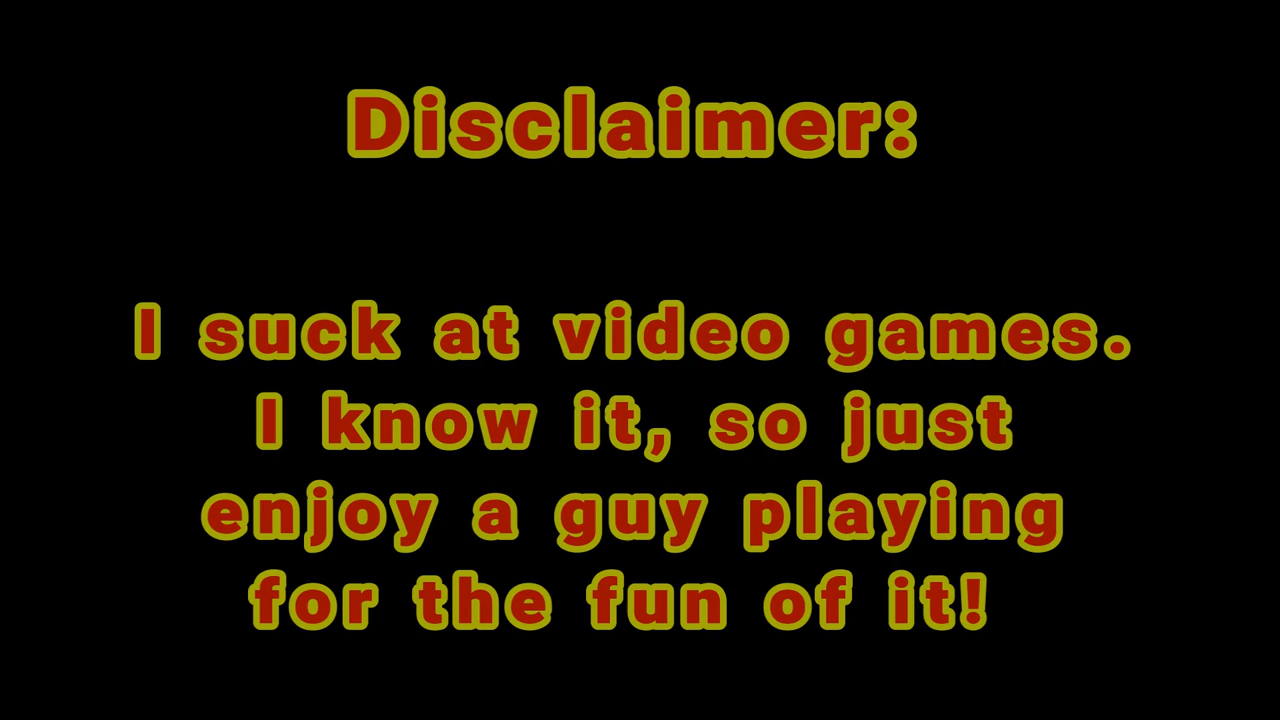 Disclaimer:
I suck at video games.
I know it, so just
enjoy a guy playing
for the fun of it!